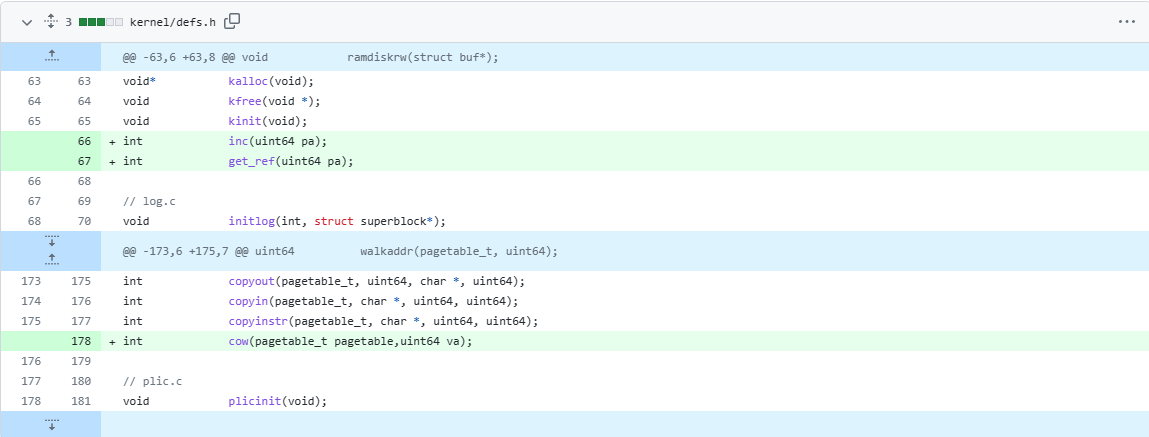 3 kernel/defs.h
@@ -63,6 +63,8 @@ void ramdiskrw(struct buf*);
63 63 void* kalloc(void);
64 64 void kfree(void *);
65 65 void kinit(void);
66 + int inc(uint64 pa);
67 + int get_ref(uint64 pa);
66 68
67 69 // log.c
68 70 void initlog(int, struct superblock*);
@@ -173,6 +175,7 @@ uint64 walkaddr(pagetable_t, uint64);
173 175 int copyout(pagetable_t, uint64, char *, uint64);
174 176 int copyin(pagetable_t, char *, uint64, uint64);
175 177 int copyinstr(pagetable_t, char *, uint64, uint64);
178 + int cow(pagetable_t pagetable,uint64 va);
176 179
177 180 // plic.c
178 181 void plicinit(void);